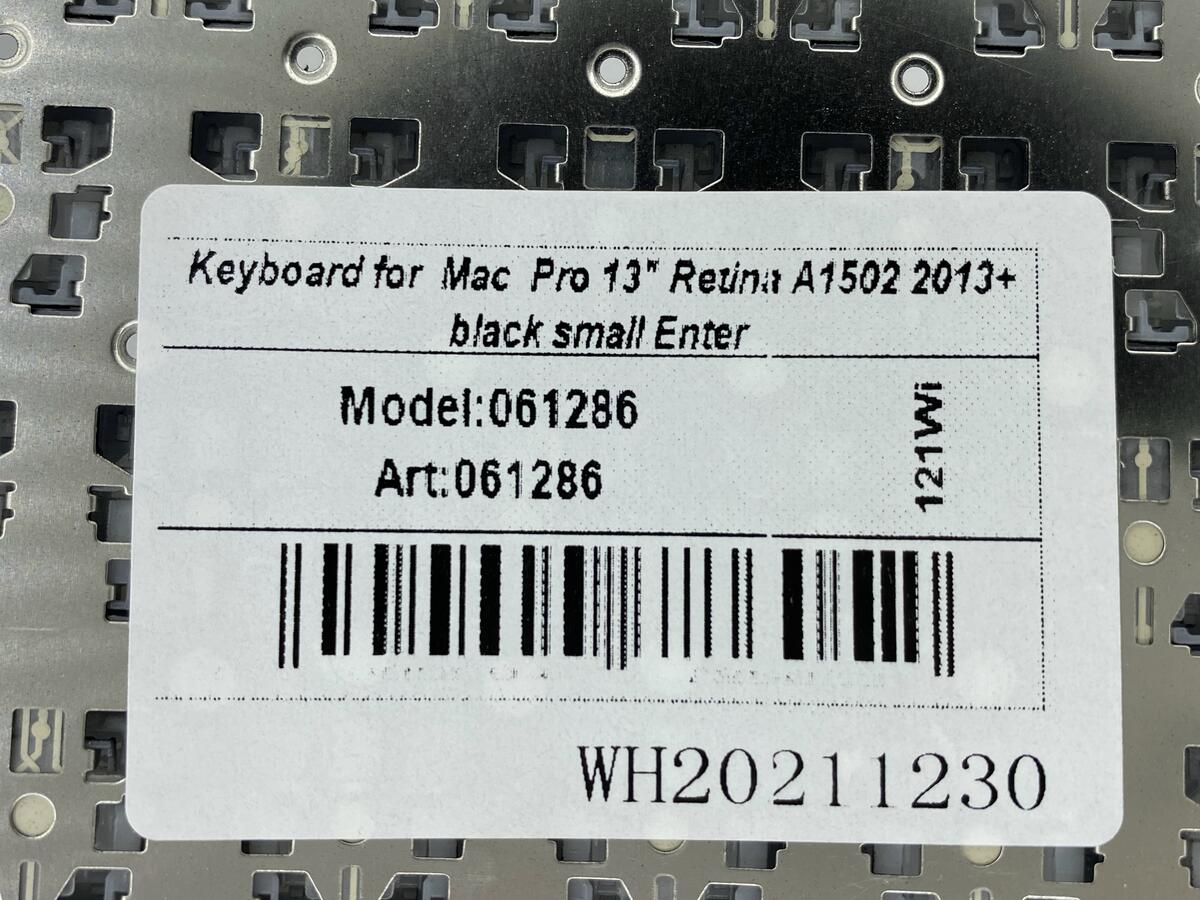 Keyboard for Mac Pro 13" Retina A1502 2013+
black small Enter
Model:061286
Art:061286
121Wi
WH20211230